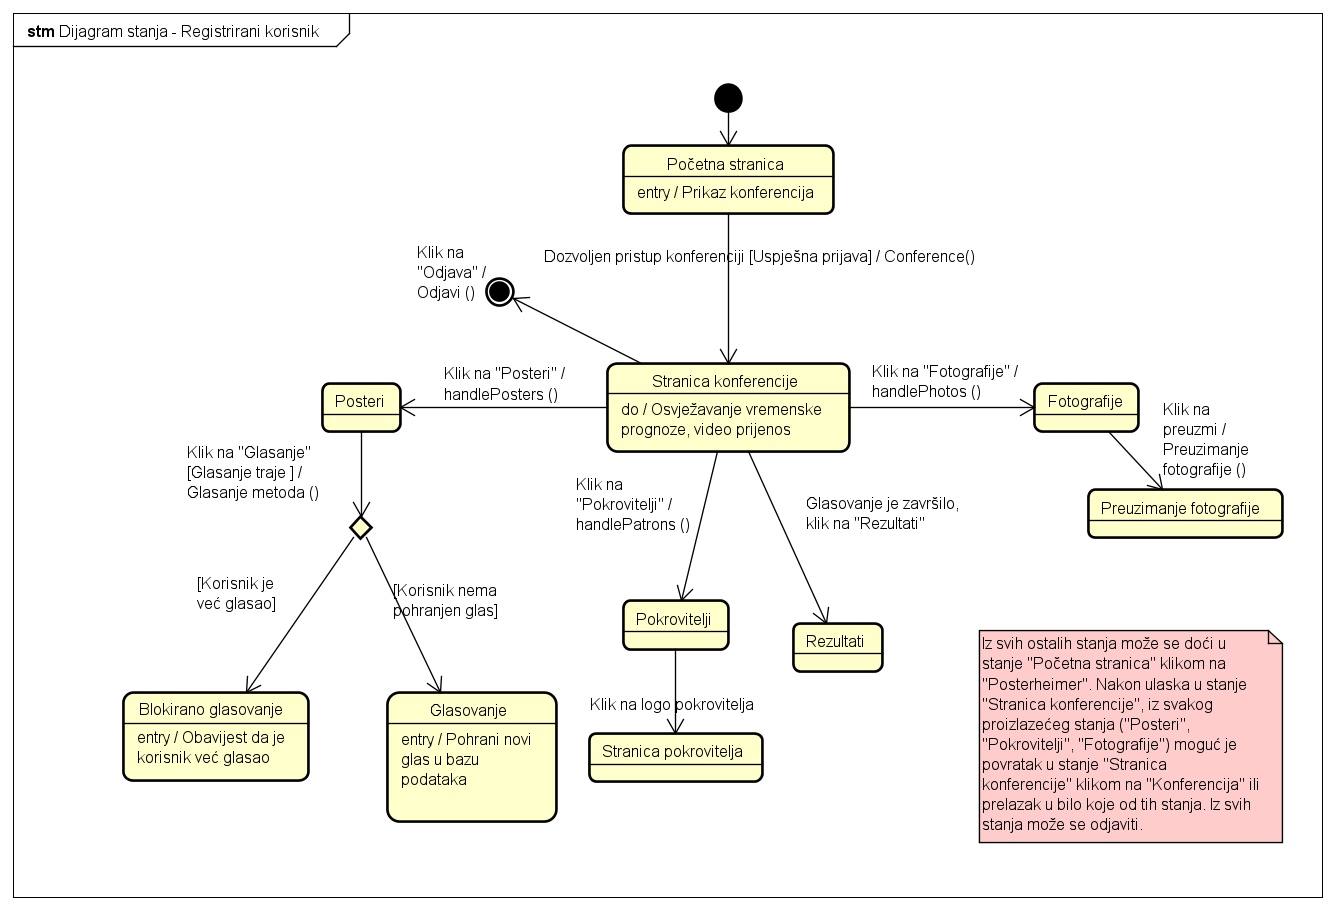 stm Dijagram stanja - Registrirani korisnik
Početna stranica
entry / Prikaz konferencija
Dozvoljen pristup konferenciji [Uspješna prijava] / Conference()
Klik na
"Odjava" /
Odjavi ()
Stranica konferencije
do / Osvježavanje vremenske
prognoze, video prijenos
Klik na "Posteri" /
handlePosters ()
Posteri
Klik na "Fotografije" /
handlePhotos ()
Fotografije
Klik na
preuzmi /
Preuzimanje
fotografije ()
Preuzimanje fotografije
Klik na "Glasanje"
[Glasanje traje ] /
Glasanje metoda ()
Klik na
"Pokrovitelji" /
handlePatrons ()
Glasovanje je završilo,
klik na "Rezultati"
[Korisnik je
već glasao]
[Korisnik nema
pohranjen glas]
Pokrovitelji
Rezultati
Klik na logo pokrovitelja
Blokirano glasovanje
entry / Obavijest da je
korisnik već glasao
Glasovanje
entry / Pohrani novi
glas u bazu
podataka
Stranica pokrovitelja
Iz svih ostalih stanja može se doći u
stanje "Početna stranica" klikom na
"Posterheimer". Nakon ulaska u stanje
"Stranica konferencije", iz svakog
proizlazećeg stanja ("Posteri",
"Pokrovitelji", "Fotografije") moguć je
povratak u stanje "Stranica
konferencije" klikom na "Konferencija" ili
prelazak u bilo koje od tih stanja. Iz svih
stanja može se odjaviti.